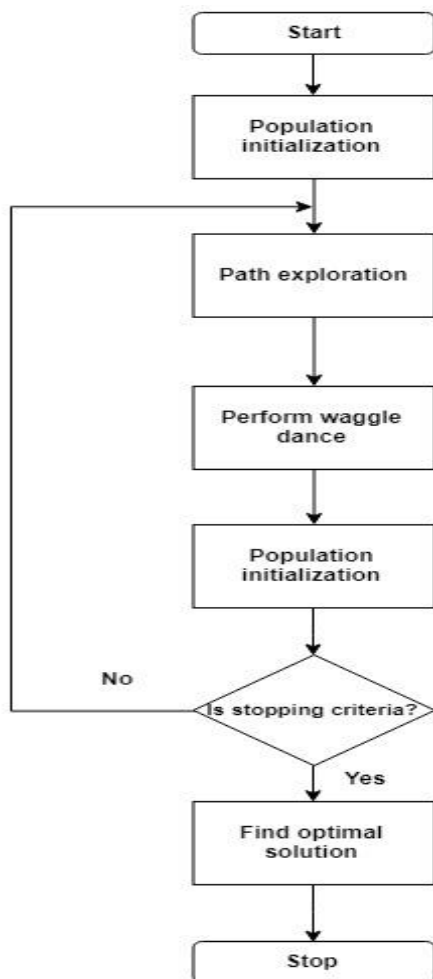 Start
Population
initialization
Path exploration
Perform waggle
dance
Population
initialization
No
Is stopping criteria?
Yes
Find optimal
solution
Stop